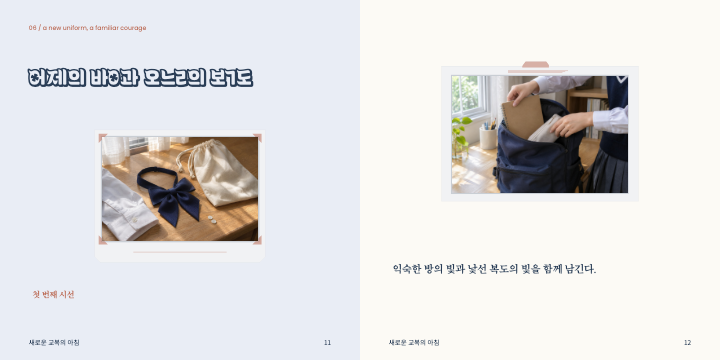 06 / a new uniform, a familiar courage
어제의 방과 오늘의 복도
첫 번째 시선
새로운 교복의 아침
11
익숙한 방의 빛과 낯선 복도의 빛을 함께 남긴다.
새로운 교복의 아침
12